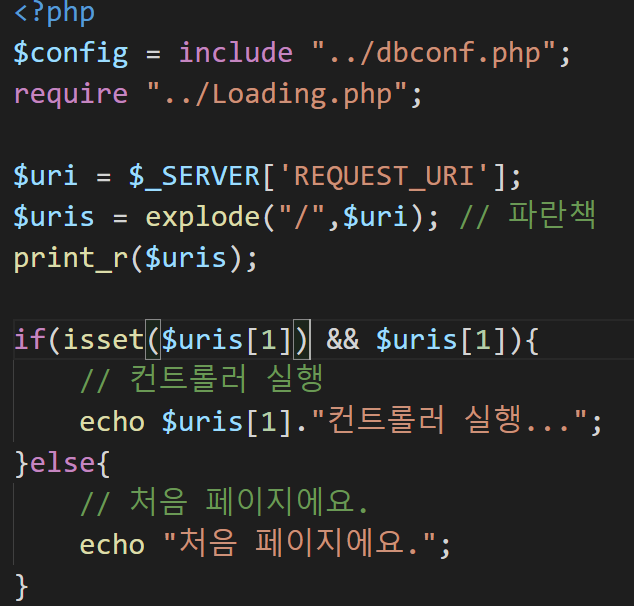 <?php
$config = include "../dbconf.php";
require "../Loading.php";
$uri = $_SERVER['REQUEST_URI'];
$uris = explode("/",$uri); // 파란책
print_r($uris);
if(isset($uris[1]) && $uris[1]){
// 컨트롤러 실행
echo $uris[1]."컨트롤러 실행...";
}else{
// 처음 페이지에요.
echo "처음 페이지에요.";
}